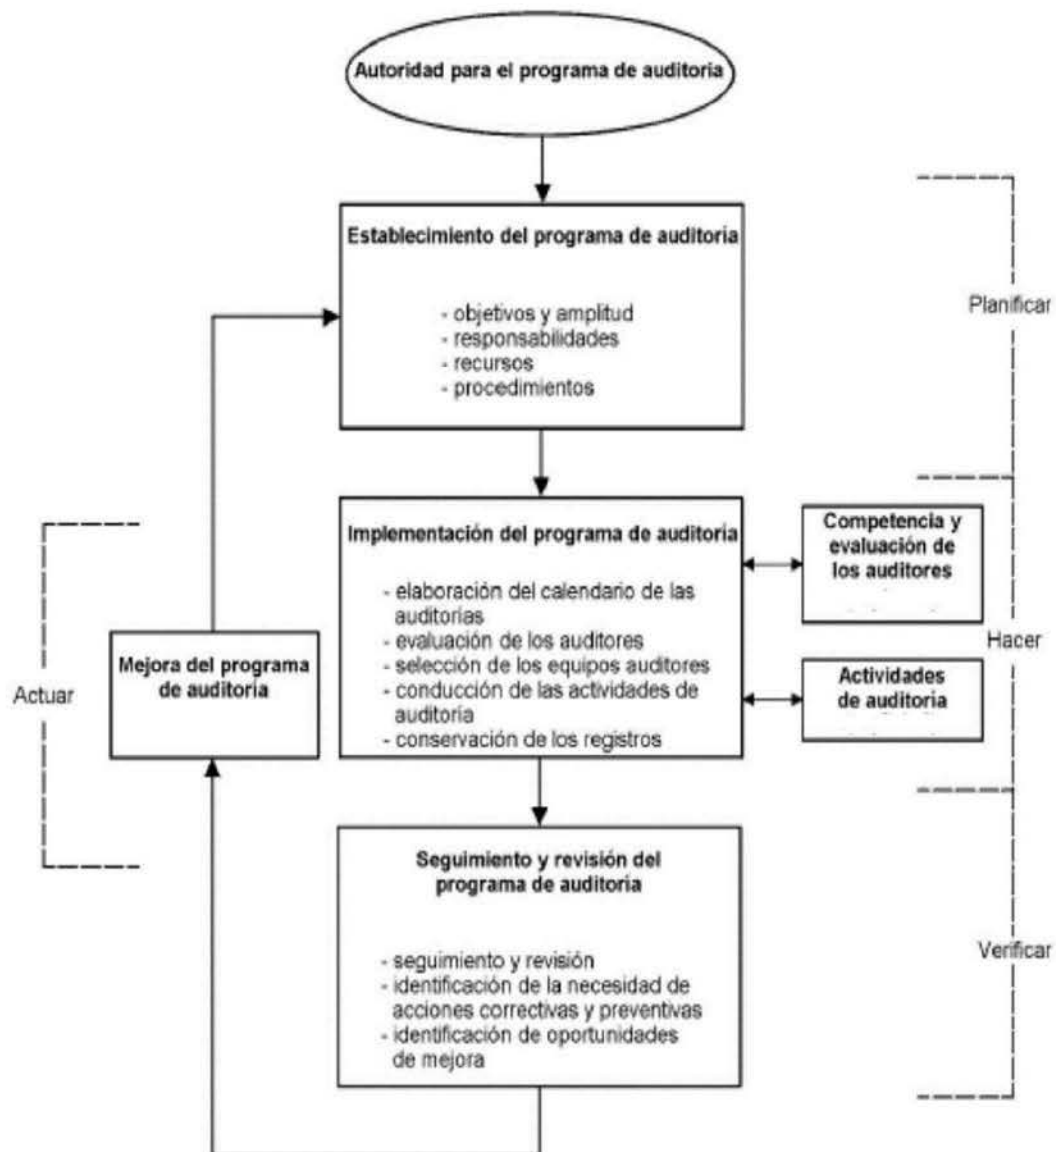 Autoridad para el programa de auditoria
Establecimiento del programa de auditoria
- objetivos y amplitud
- responsabilidades
- recursos
- procedimientos
Planificar
Implementación del programa de auditoria
- elaboración del calendario de las
auditorías
- evaluación de los auditores
- selección de los equipos auditores
- conducción de las actividades de
auditoría
- conservación de los registros
Competencia y
evaluación de
los auditores
Hacer
Actividades
de auditoria
Mejora del programa
de auditoria
Actuar
Seguimiento y revisión del
programa de auditoria
- seguimiento y revisión
- identificación de la necesidad de
acciones correctivas y preventivas
- identificación de oportunidades
de mejora
Verificar